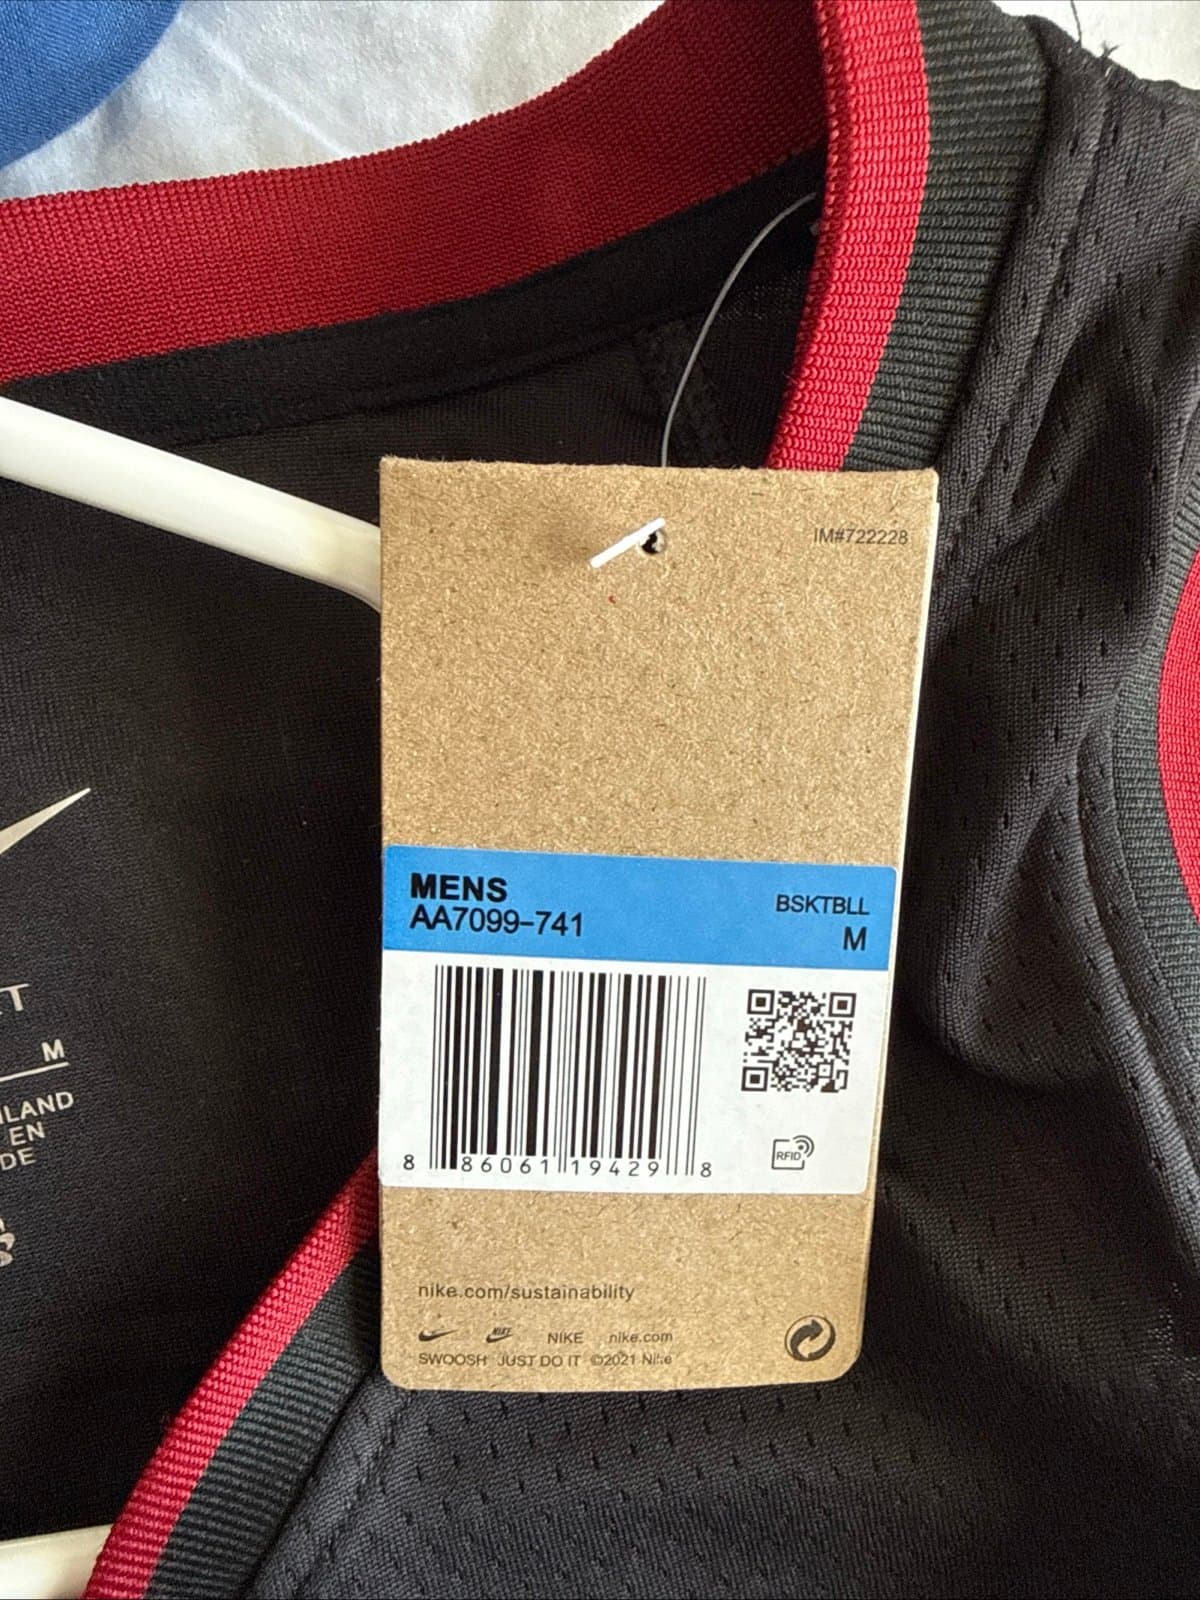 IM#722228
MENS
AA7099-741
BSKTBLL
M
8 86061 19429 8
RFID
nike.com/sustainability
NIKE nike.com
SWOOSH JUST DO IT ©2021 Nike
M
EN
DE